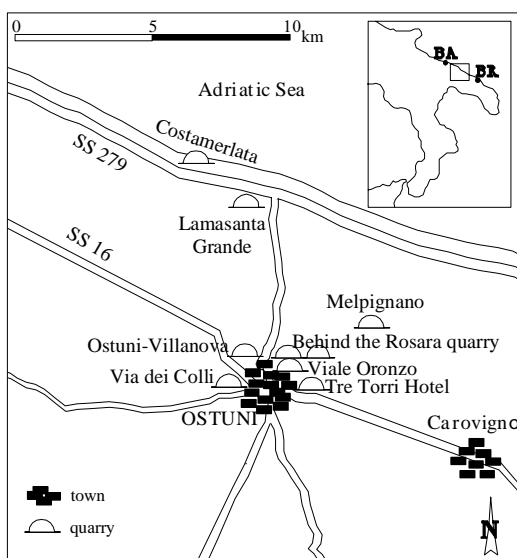 0 5 10
km
BA
BR
Adriatic Sea
Costamerlata
SS 279
Lamasanta
Grande
SS 16
Melpignano
Ostuni-Villanova
Behind the Rosara quarry
Viale Oronzo
Via dei Colli
Tre Torri Hotel
OSTUNI
Carovigno
town
quarry
N